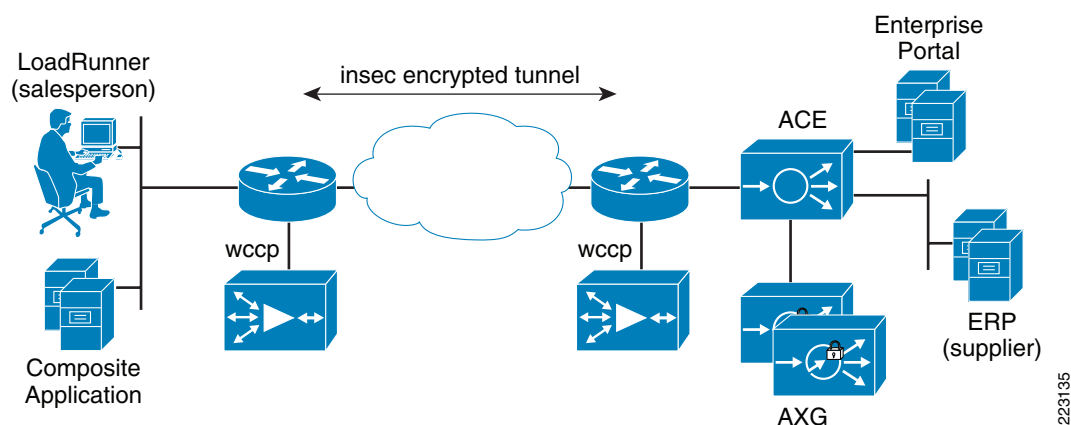 LoadRunner
(salesperson)
insec encrypted tunnel
Enterprise
Portal
ACE
wccp
wccp
Composite
Application
AXG
ERP
(supplier)
223135